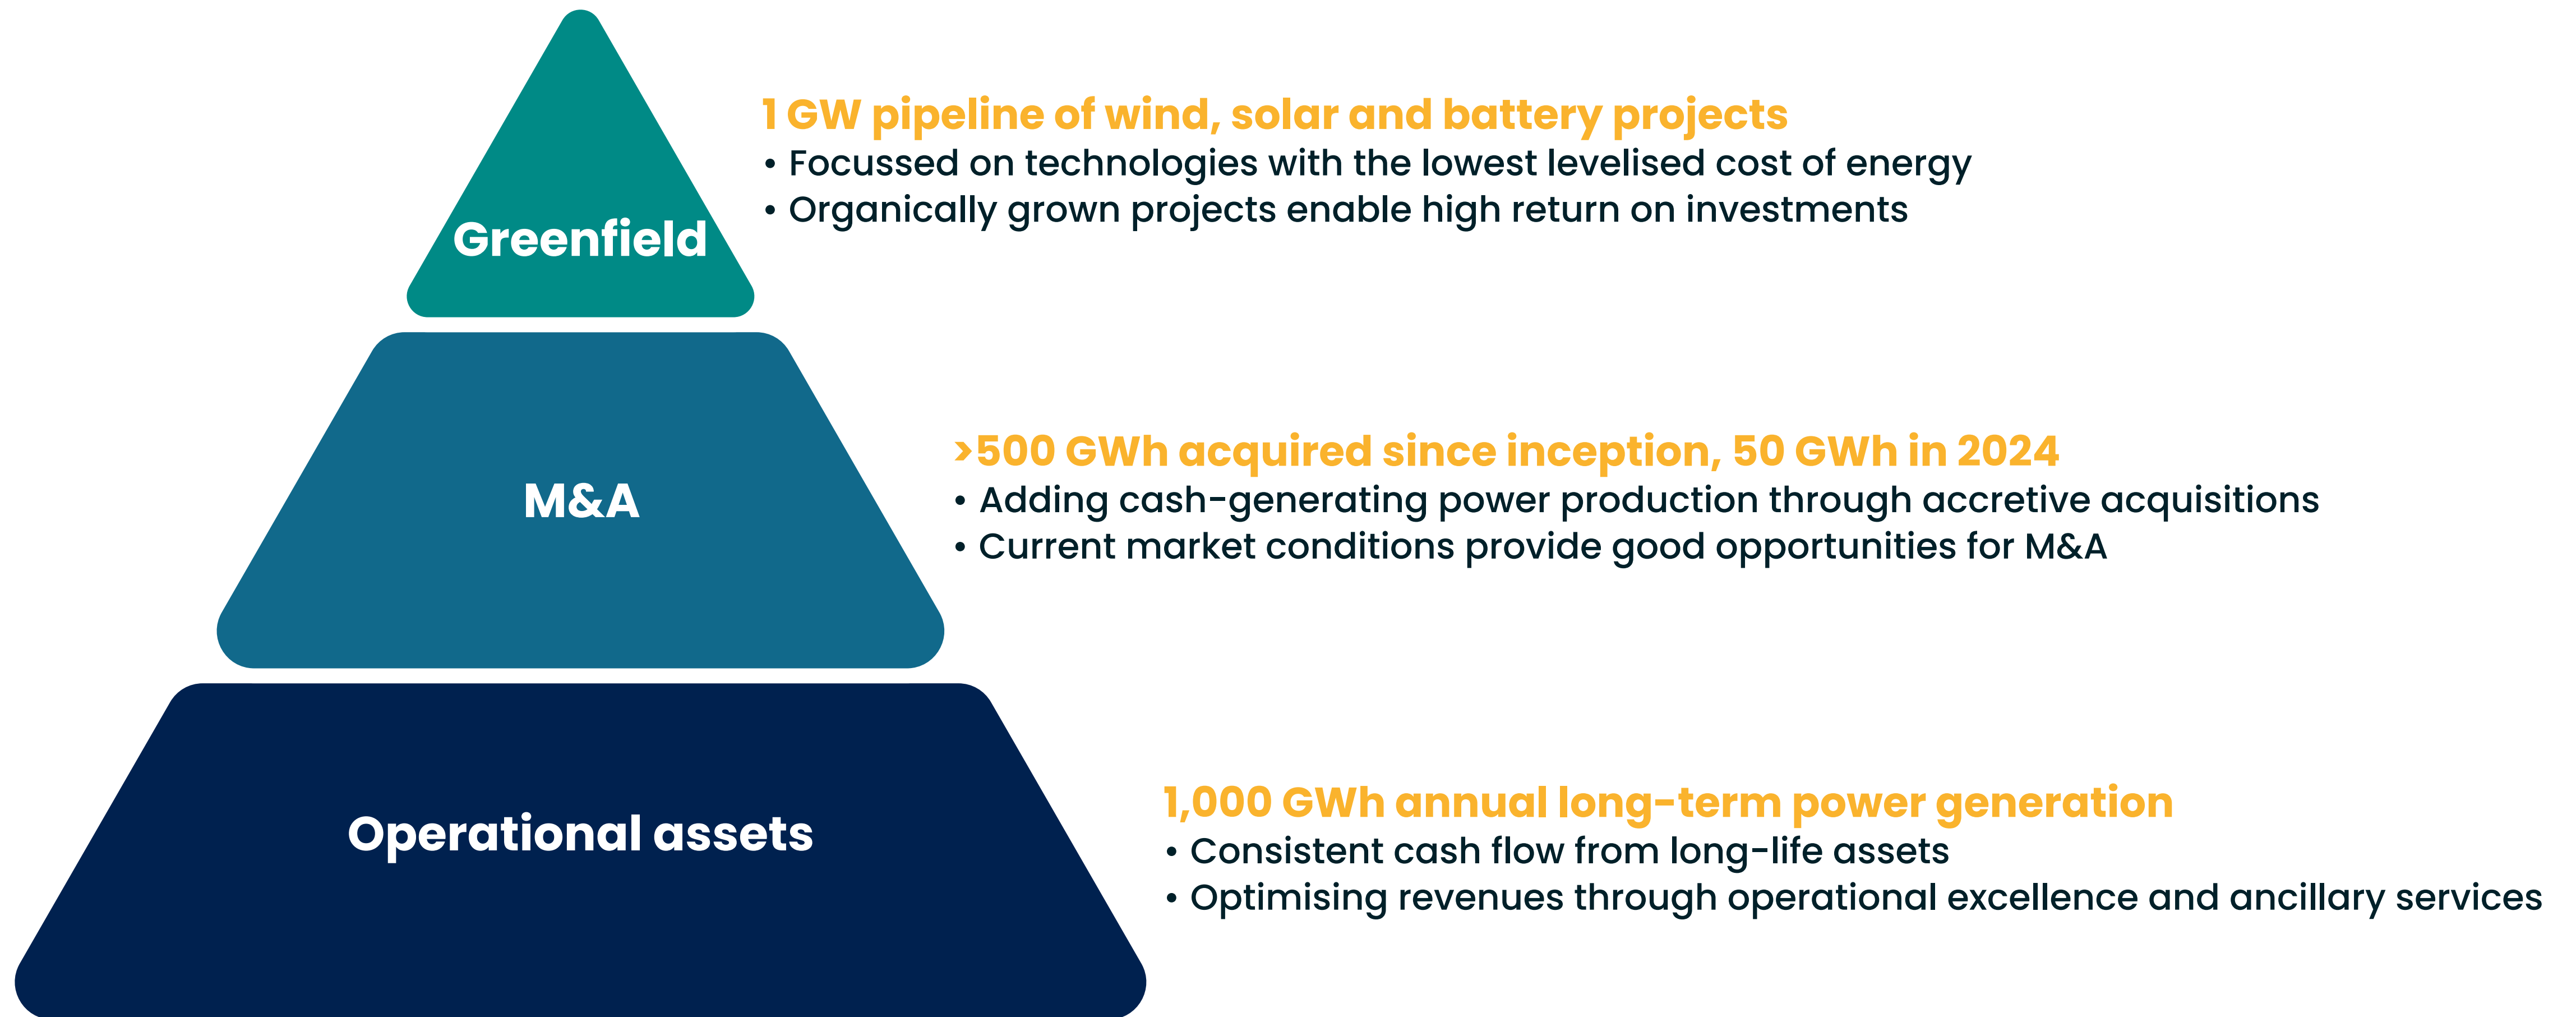 1 GW pipeline of wind, solar and battery projects
• Focussed on technologies with the lowest levelised cost of energy
• Organically grown projects enable high return on investments
Greenfield
>500 GWh acquired since inception, 50 GWh in 2024
• Adding cash-generating power production through accretive acquisitions
• Current market conditions provide good opportunities for M&A
M&A
1,000 GWh annual long-term power generation
• Consistent cash flow from long-life assets
• Optimising revenues through operational excellence and ancillary services
Operational assets